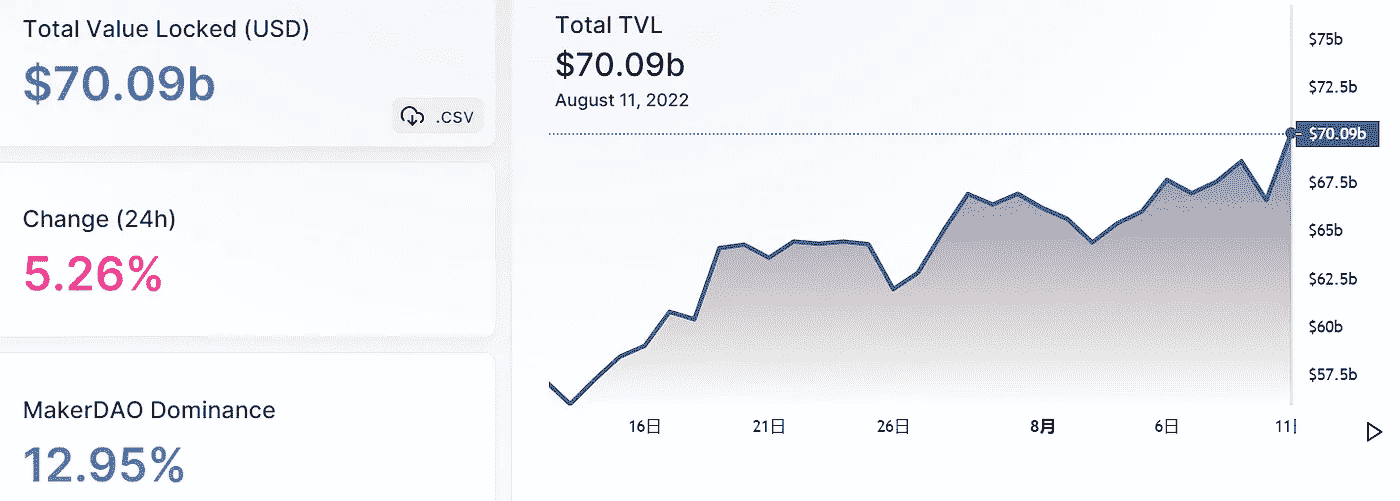 Total Value Locked (USD)
$70.09b
.CSV
Change (24h)
5.26%
MakerDAO Dominance
12.95%
Total TVL
$70.09b
August 11, 2022
$75b
$72.5b
$70.09b
$67.5b
$65b
$62.5b
$60b
$57.5b
16日 21日 26日 8月 6日 11